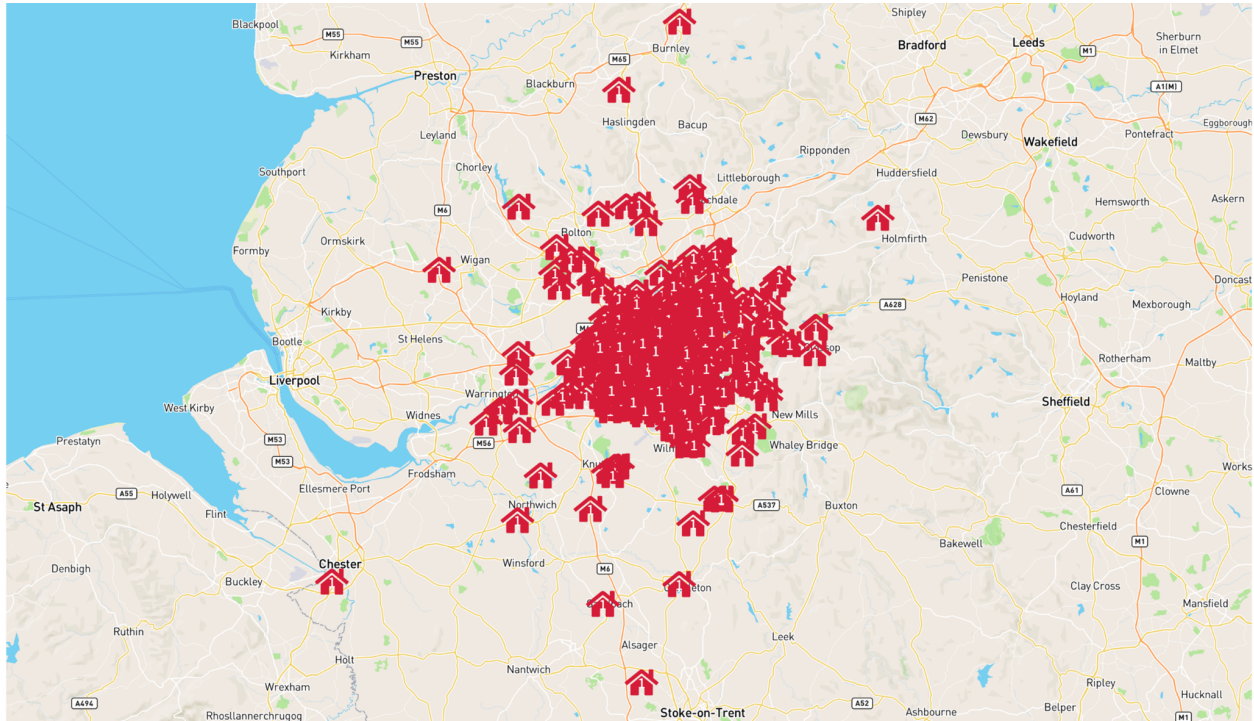 Blackpool
Shipley
M55
M55
Kirkham
Bradford
Leeds
Sherburn
in Elmet
M1
Burnley
M65
Preston
Blackburn
A1(M)
Haslingden
Bacup
M62
Eggborough
Leyland
Dewsbury
Pontefract
Wakefield
Ripponden
Chorley
Southport
Littleborough
Huddersfield
chdale
Hemsworth
Askern
M6
1
Bolton
Holmfirth
Cudworth
Ormskirk
Formby
Wigan
Penistone
Doncast
Hoyland
Mexborough
A628
Kirkby
St Helens
Bootle
Rotherham
Maltby
Liverpool
Warrington
Sheffield
West Kirby
Widnes
New Mills
Prestatyn
M53
M56
Whaley Bridge
M53
Frodsham
Works
Ellesmere Port
A55
Holywell
A61
Clowne
St Asaph
Northwich
A537
Buxton
Flint
Chesterfield
M1
Bakewell
Chester
Winsford
Denbigh
M6
Buckley
Clay Cross
Mansfield
Ruthin
Leek
Alsager
Holt
Nantwich
Ripley
Wrexham
Hucknall
A494
A52
Belper
Rhosllannerchrugog
Stoke-on-Trent
Ashbourne
M1